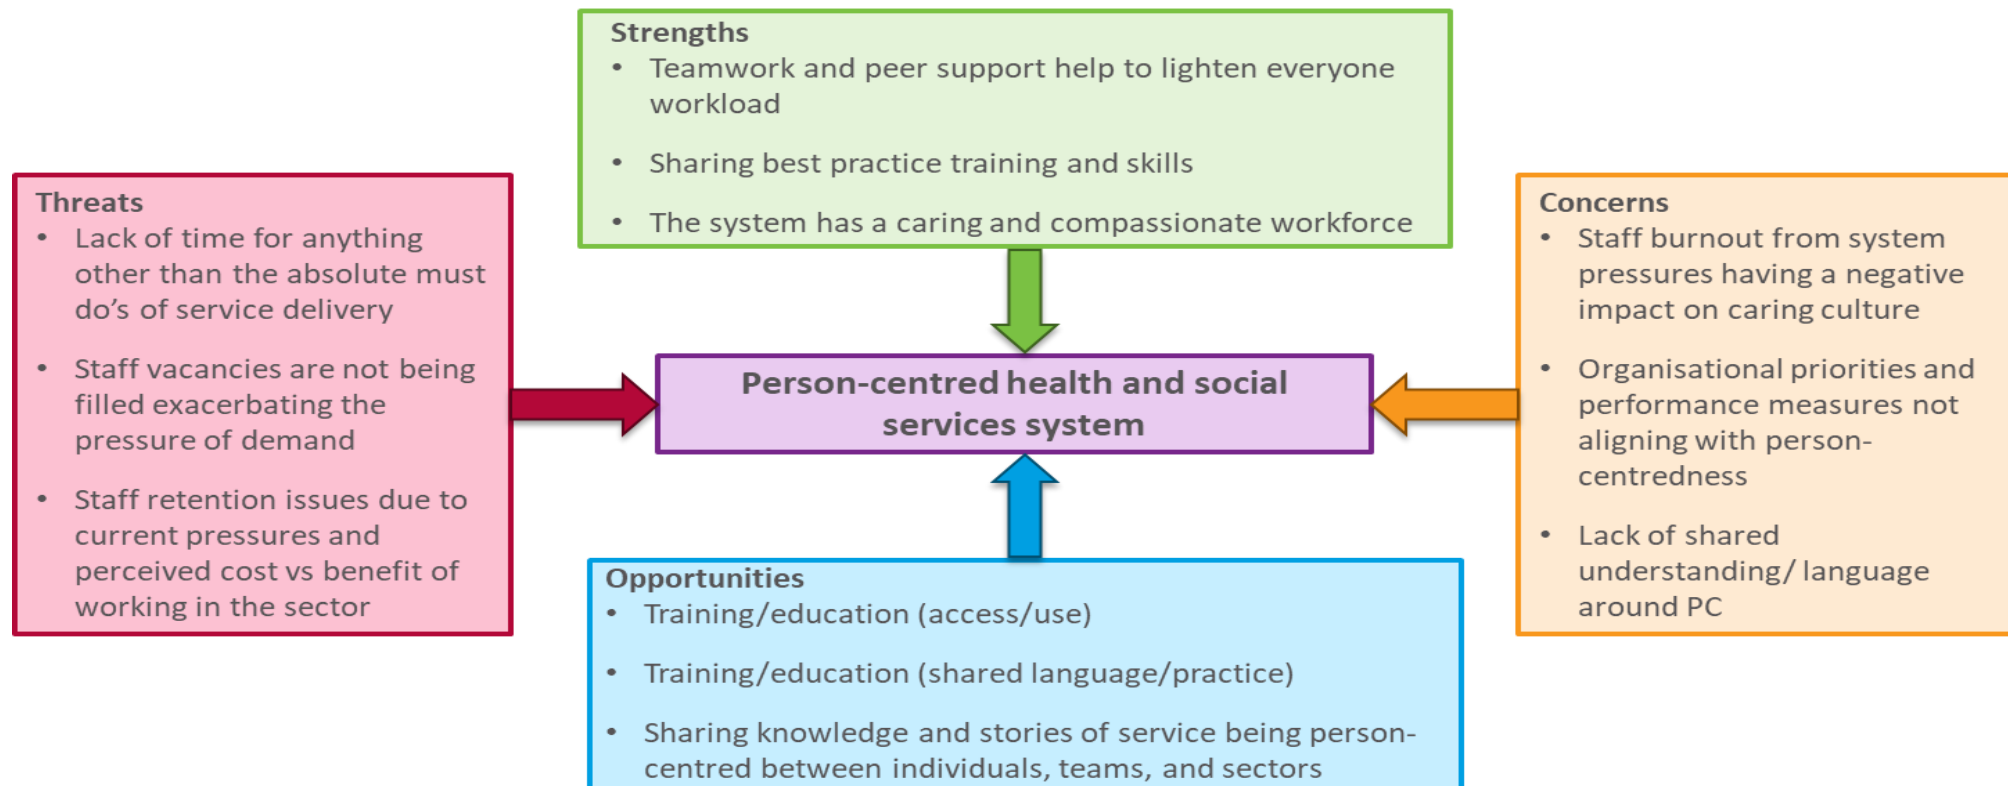 Strengths
• Teamwork and peer support help to lighten everyone
workload
• Sharing best practice training and skills
• The system has a caring and compassionate workforce
Threats
• Lack of time for anything
other than the absolute must
do’s of service delivery
• Staff vacancies are not being
filled exacerbating the
pressure of demand
• Staff retention issues due to
current pressures and
perceived cost vs benefit of
working in the sector
Person-centred health and social
services system
Concerns
• Staff burnout from system
pressures having a negative
impact on caring culture
• Organisational priorities and
performance measures not
aligning with person-
centredness
• Lack of shared
understanding/ language
around PC
Opportunities
• Training/education (access/use)
• Training/education (shared language/practice)
• Sharing knowledge and stories of service being person-
centred between individuals, teams, and sectors